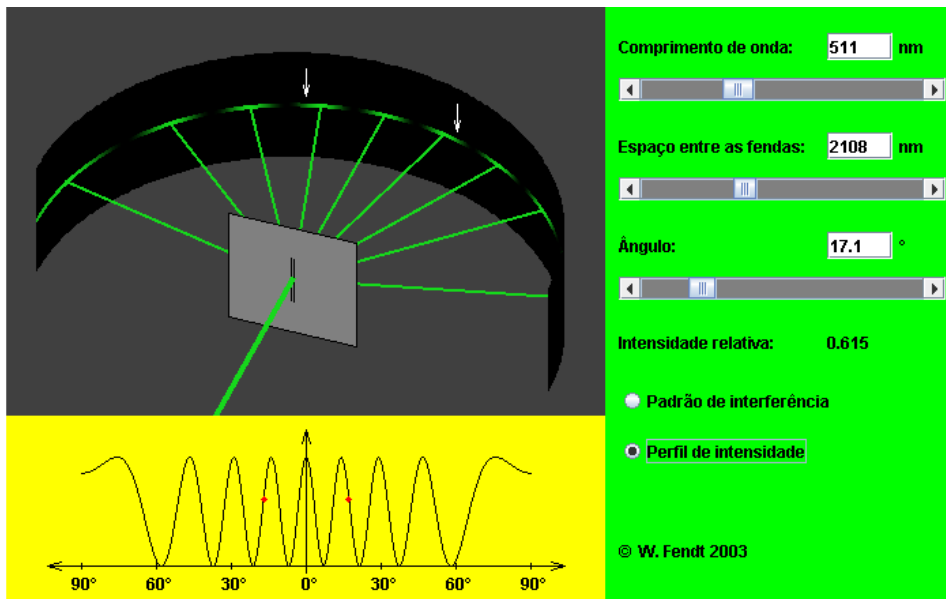 Comprimento de onda: 511 nm
Espaço entre as fendas: 2108 nm
Ângulo: 17.1 °
Intensidade relativa: 0.615
Padrão de interferência
Perfil de intensidade
© W. Fendt 2003
90° 60° 30° 0° 30° 60° 90°